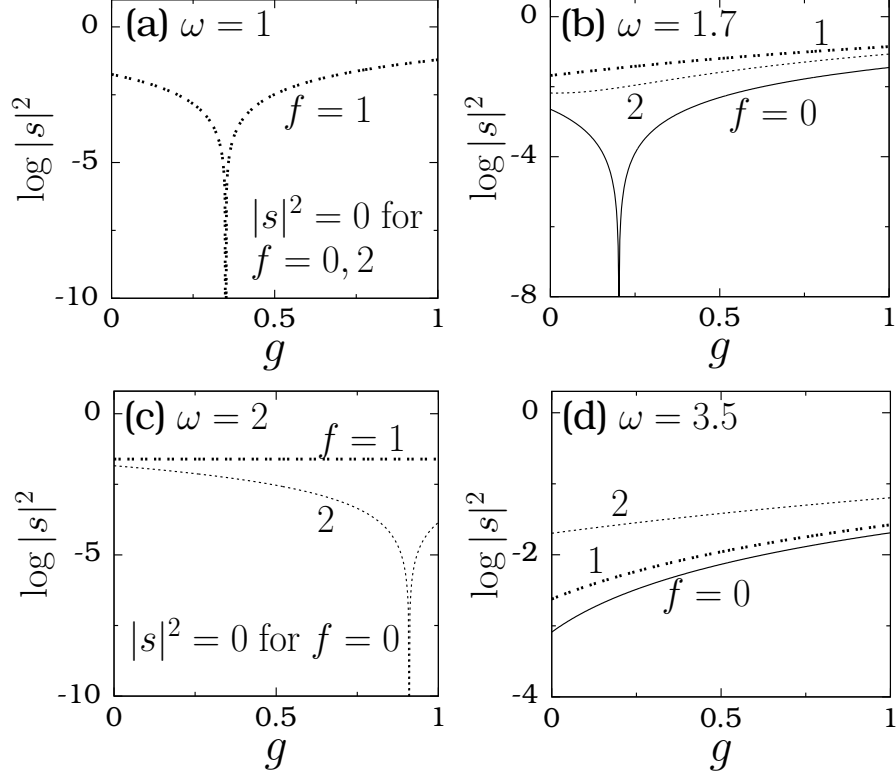 (a) ω = 1
0
-5
-10
log |s|²
f = 1
|s|² = 0 for
f = 0, 2
0
0.5
1
g
(b) ω = 1.7
0
-4
-8
log |s|²
1
2
f = 0
0
0.5
1
g
(c) ω = 2
0
-5
-10
log |s|²
f = 1
2
|s|² = 0 for f = 0
0
0.5
1
g
(d) ω = 3.5
0
-2
-4
log |s|²
2
1
f = 0
0
0.5
1
g